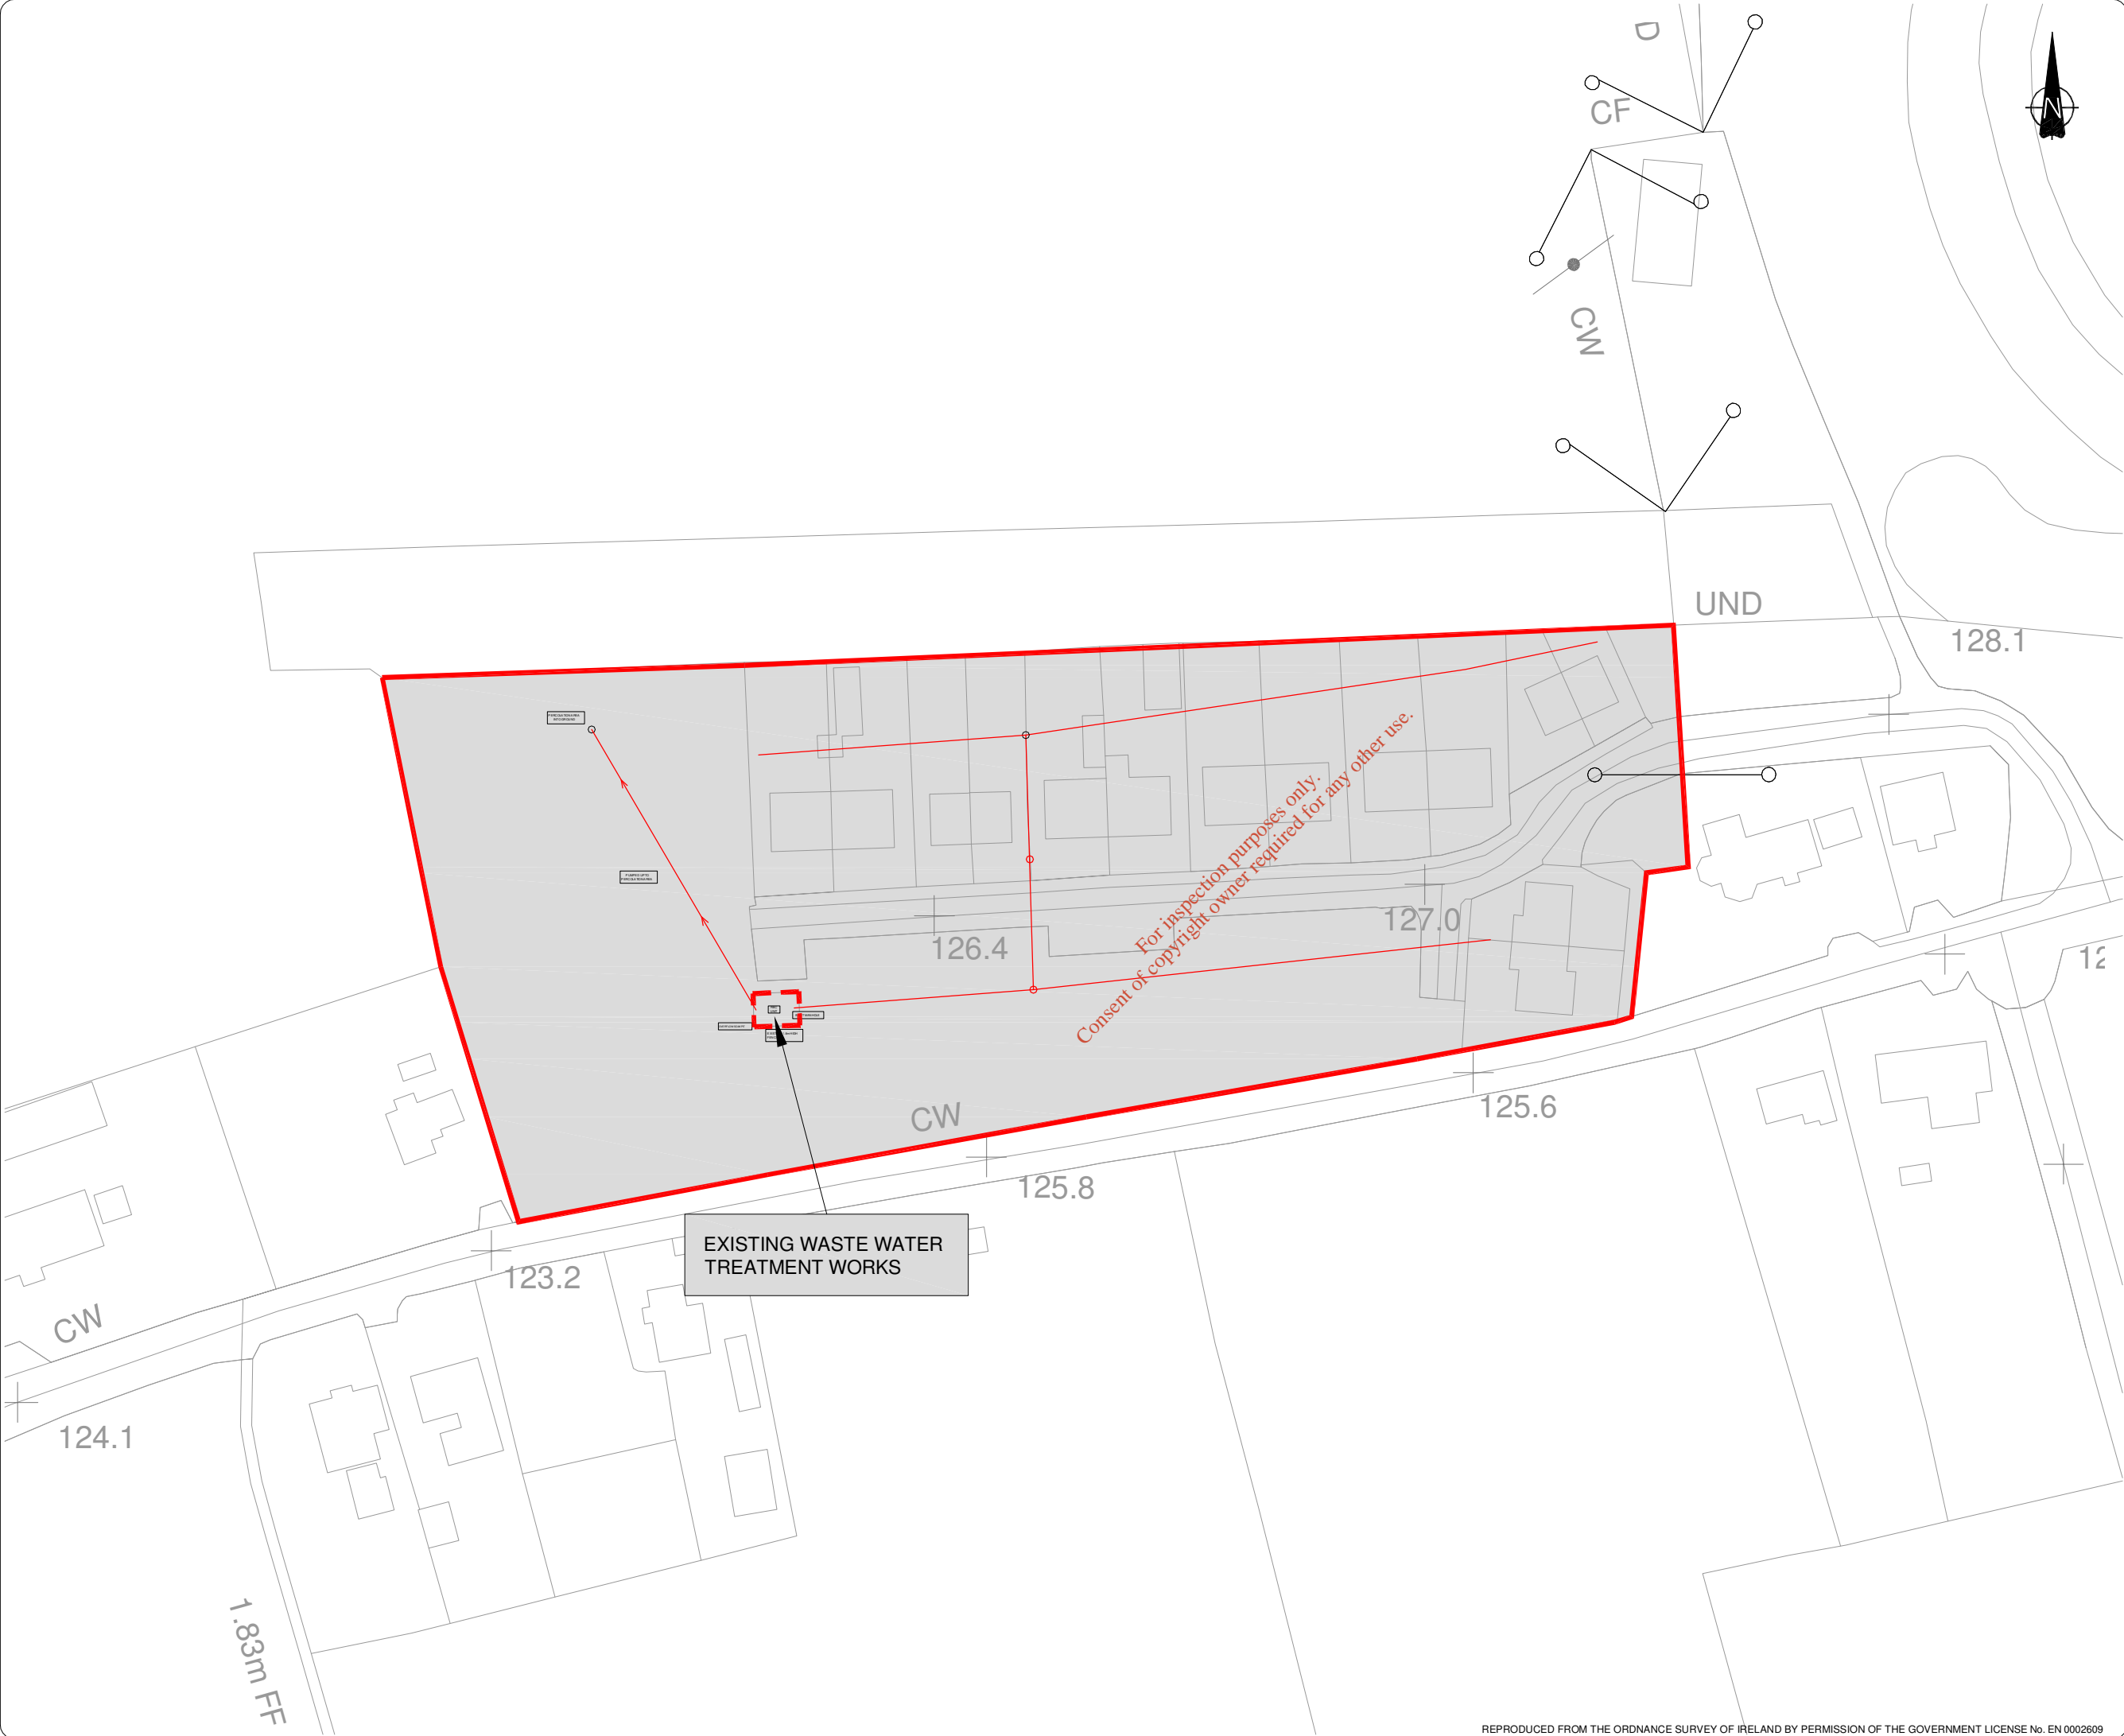 D
CF
N
CW
UND
128.1
For inspection purposes only.
Consent of copyright owner required for any other use.
127.0
126.4
CW
125.6
125.8
EXISTING WASTE WATER
TREATMENT WORKS
123.2
CW
124.1
1.83m FF
REPRODUCED FROM THE ORDNANCE SURVEY OF IRELAND BY PERMISSION OF THE GOVERNMENT LICENSE No. EN 0002609